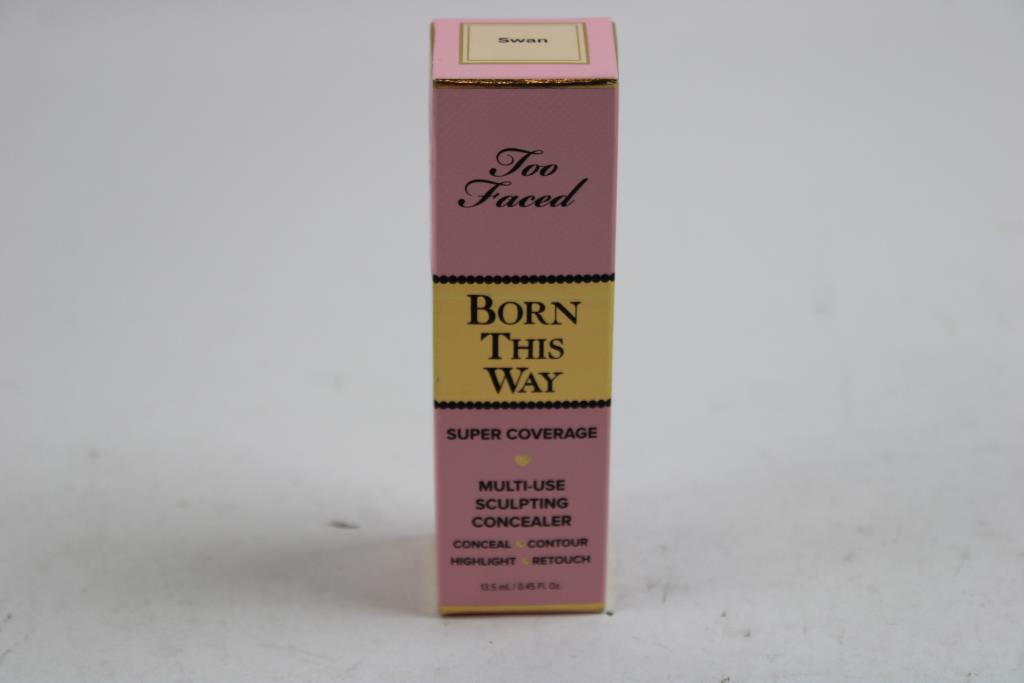 Swan
Too
Faced
BORN
THIS
WAY
SUPER COVERAGE
MULTI-USE
SCULPTING
CONCEALER
CONCEAL CONTOUR
HIGHLIGHT RETOUCH
13.5 mL / 0.45 Fl. Oz.